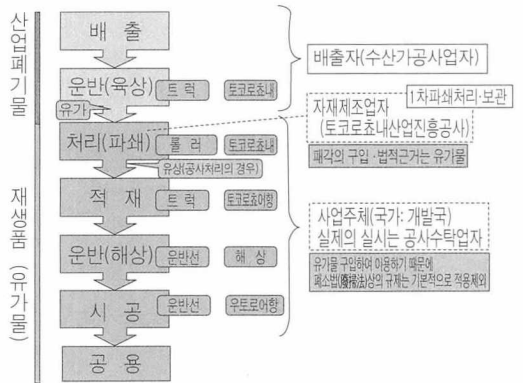 산업폐기물
재생품 (유가물)
배 출
운반(육상)
트 럭
토코로쵸내
유가
처리(파쇄)
롤 러
토코로쵸내
유상(공사처리의 경우)
적 재
트 럭
토코로효어항
운반(해상)
운반선
해 상
시 공
운반선
우토로어항
공 용
배출자(수산가공사업자)
1차파쇄처리·보관
자재제조업자
(토코로쵸내산업진흥공사)
패각의 구입·법적근거는 유가물
사업주체(국가: 개발국)
실제의 실시는 공사수탁업자
유가물 구입하여 이용하기 때문에
폐소법(廢掃法)상의 규제는 기본적으로 적용제외